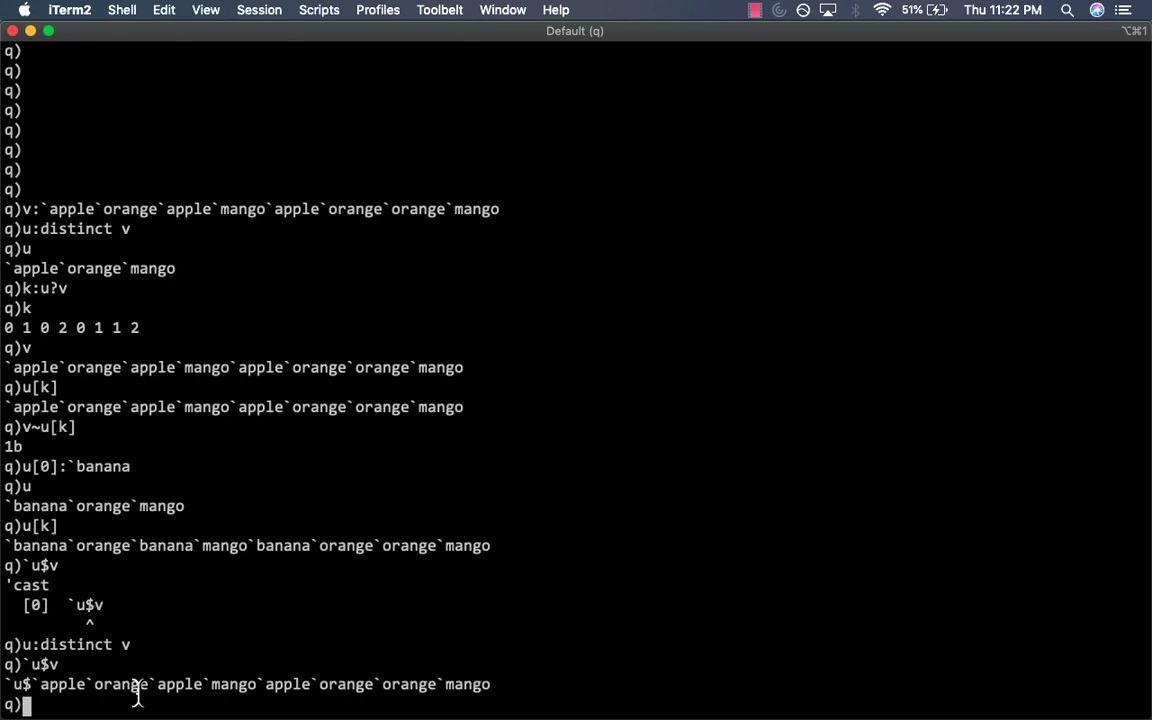 iTerm2 Shell Edit View Session Scripts Profiles Toolbelt Window Help 51% Thu 11:22 PM
Default (q) ⌥⌘1
q)
q)
q)
q)
q)
q)
q)
q)
q)v:`apple`orange`apple`mango`apple`orange`orange`mango
q)u:distinct v
q)u
`apple`orange`mango
q)k:u?v
q)k
0 1 0 2 0 1 1 2
q)v
`apple`orange`apple`mango`apple`orange`orange`mango
q)u[k]
`apple`orange`apple`mango`apple`orange`orange`mango
q)v~u[k]
1b
q)u[0]:`banana
q)u
`banana`orange`mango
q)u[k]
`banana`orange`banana`mango`banana`orange`orange`mango
q)`u$v
'cast
  [0]  `u$v
         ^
q)u:distinct v
q)`u$v
`u$`apple`orange`apple`mango`apple`orange`orange`mango
q)